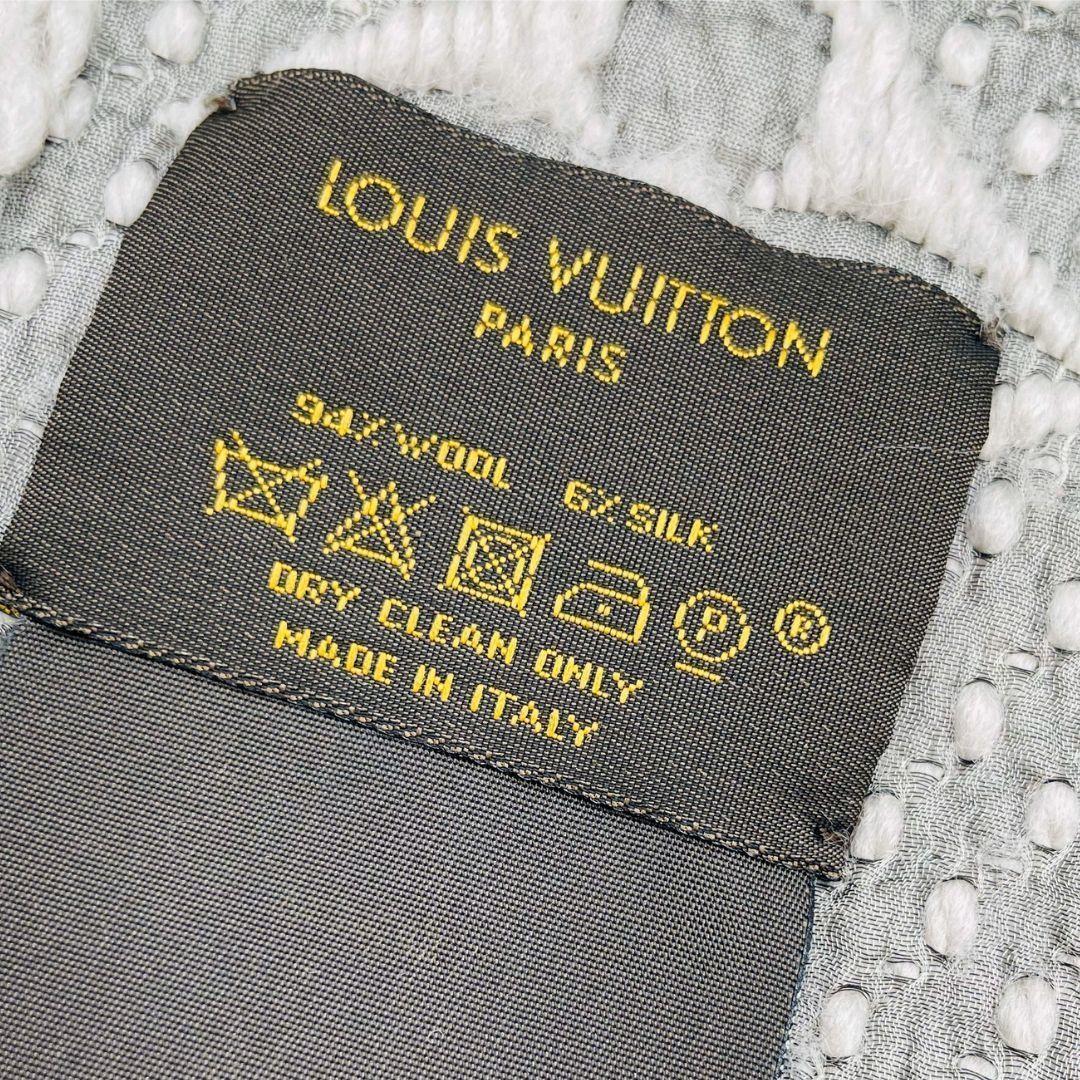 LOUIS VUITTON
PARIS
94% WOOL 6% SILK
P ®
DRY CLEAN ONLY
MADE IN ITALY